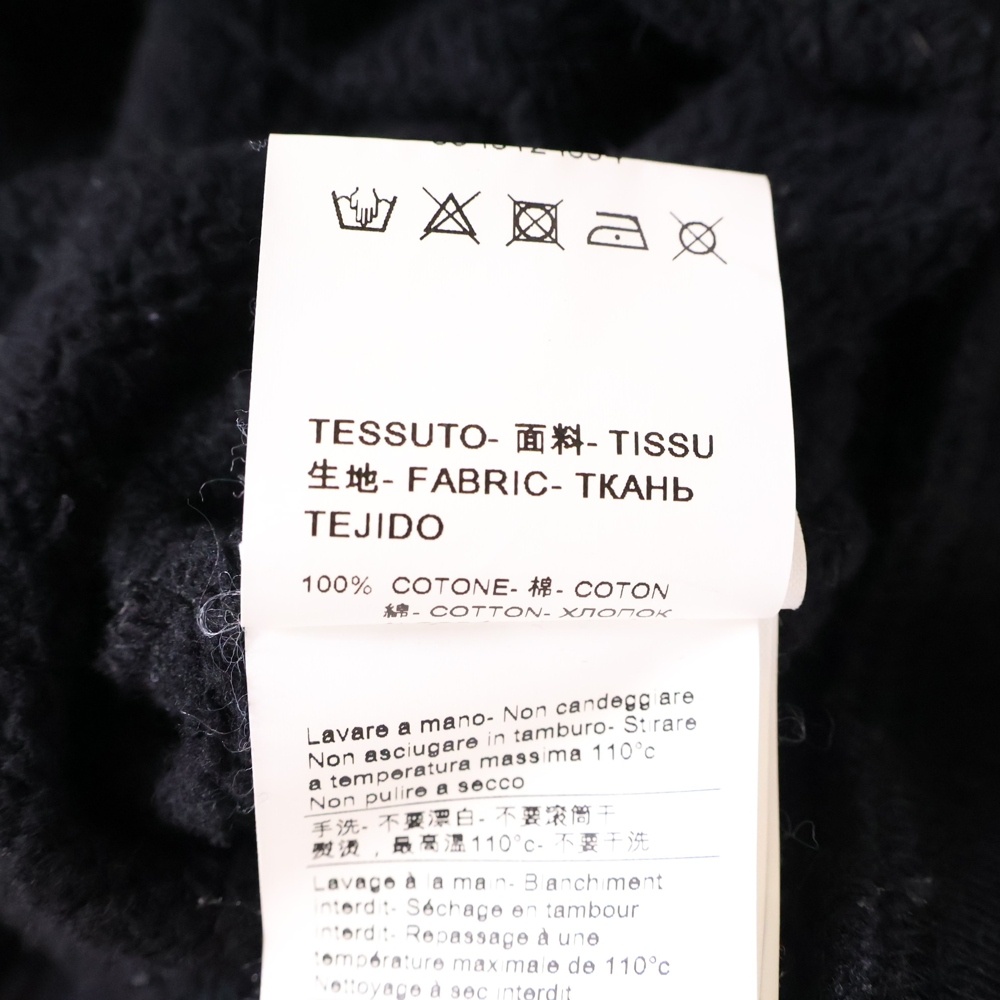 TESSUTO- 面料- TISSU
生地- FABRIC- ТКАНЬ
TEJIDO
100% COTONE- 棉- COTON
綿- COTTON- ХЛОПОК
Lavare a mano- Non candeggiare
Non asciugare in tamburo- Stirare
a temperatura massima 110°c
Non pulire a secco
手洗- 不要漂白- 不要滚筒干
熨烫，最高温110°c- 不要干洗
Lavage à la main- Blanchiment
interdit- Séchage en tambour
interdit- Repassage à une
température maximale de 110°c
Nettoyage à sec interdit